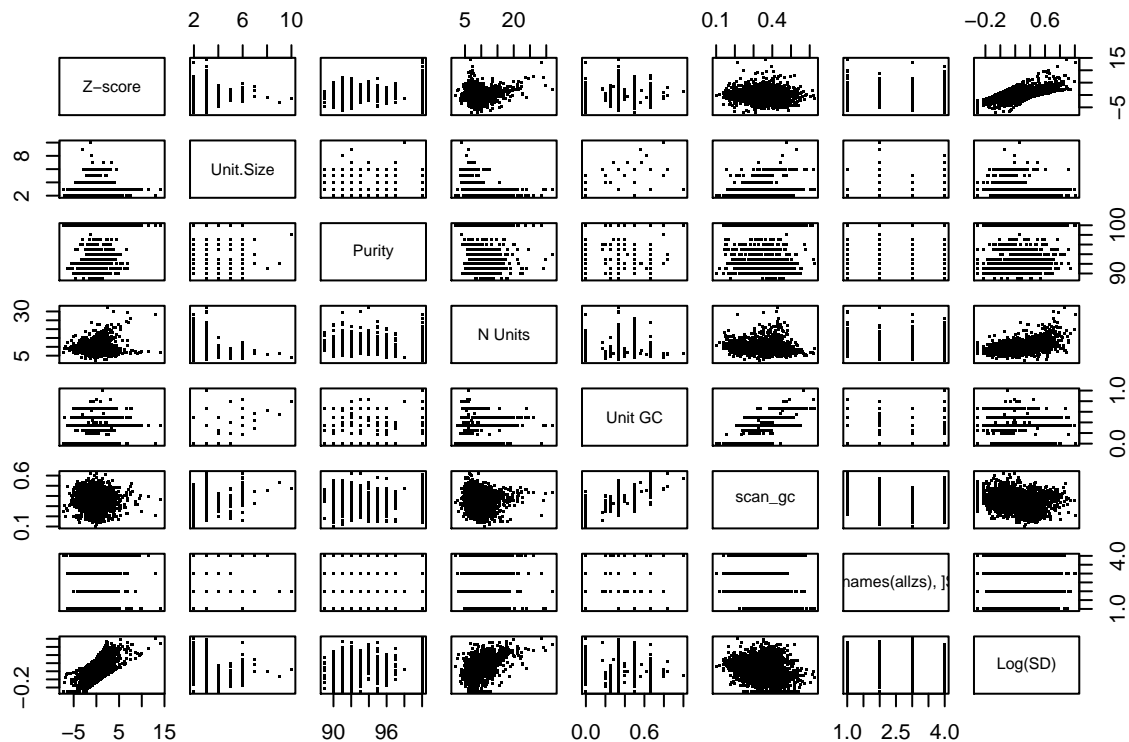 2 4 6 8 10
5 20
0.1 0.4
−0.2 0.6
Z−score
−5 15
2 8
Unit.Size
Purity
90 100
5 30
N Units
Unit GC
0.0 1.0
0.1 0.6
scan_gc
names(allzs), ]$
1.0 4.0
−0.2
Log(SD)
−5 5 15
90 96
0.0 0.6
1.0 2.5 4.0